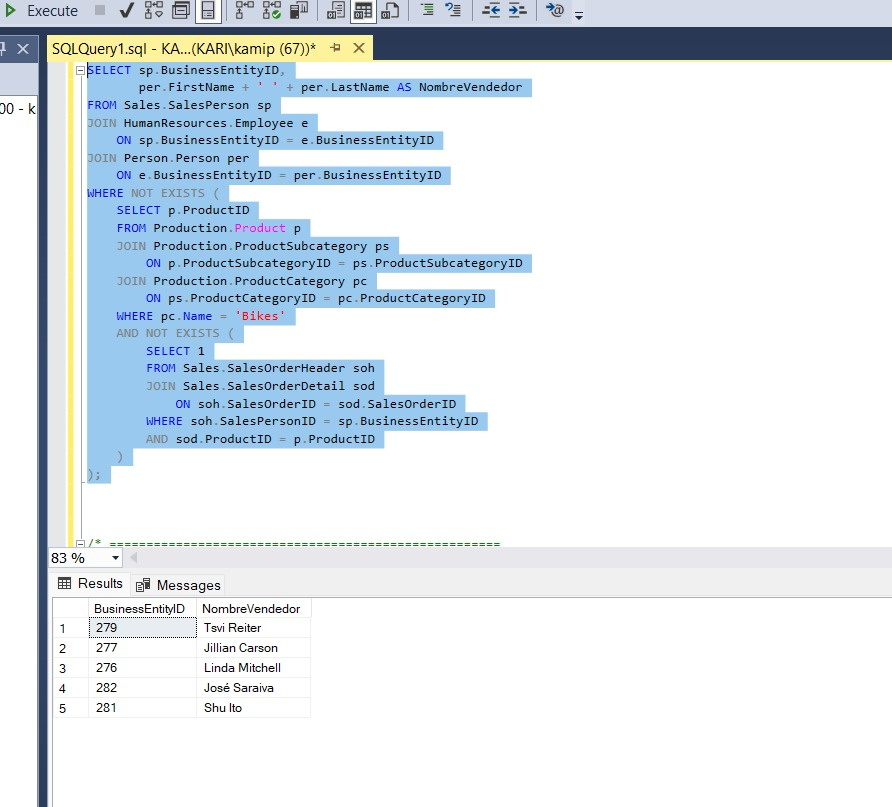 Execute
SQLQuery1.sql - KA...(KARI\kamip (67))*
00 - k
SELECT sp.BusinessEntityID,
per.FirstName + ' ' + per.LastName AS NombreVendedor
FROM Sales.SalesPerson sp
JOIN HumanResources.Employee e
ON sp.BusinessEntityID = e.BusinessEntityID
JOIN Person.Person per
ON e.BusinessEntityID = per.BusinessEntityID
WHERE NOT EXISTS (
SELECT p.ProductID
FROM Production.Product p
JOIN Production.ProductSubcategory ps
ON p.ProductSubcategoryID = ps.ProductSubcategoryID
JOIN Production.ProductCategory pc
ON ps.ProductCategoryID = pc.ProductCategoryID
WHERE pc.Name = 'Bikes'
AND NOT EXISTS (
SELECT 1
FROM Sales.SalesOrderHeader soh
JOIN Sales.SalesOrderDetail sod
ON soh.SalesOrderID = sod.SalesOrderID
WHERE soh.SalesPersonID = sp.BusinessEntityID
AND sod.ProductID = p.ProductID
)
);
/* =====================================================
83 %
Results Messages
BusinessEntityID NombreVendedor
1 279 Tsvi Reiter
2 277 Jillian Carson
3 276 Linda Mitchell
4 282 José Saraiva
5 281 Shu Ito